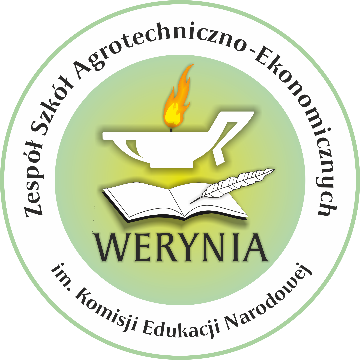 Zespół Szkół Agrotechniczno-Ekonomicznych
WERYNIA
im. Komisji Edukacji Narodowej